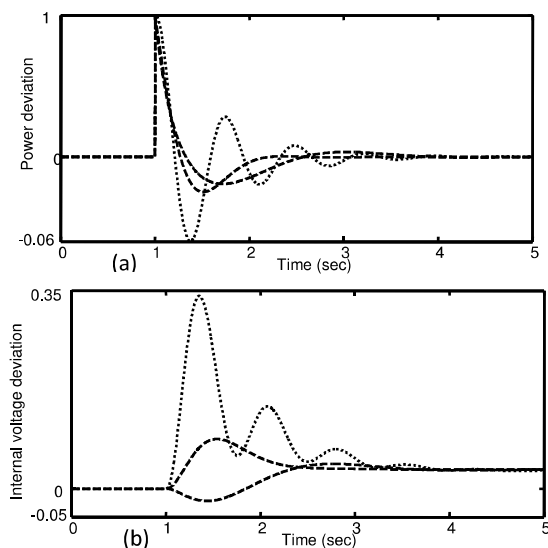 1
Power deviation
0
-0.06
0 1 2 3 4 5
(a) Time (sec)
0.35
Internal voltage deviation
0
-0.05
0 1 2 3 4 5
(b) Time (sec)